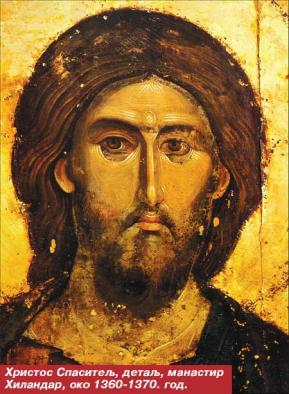 Христос Спаситељ, детаљ, манастир
Хиландар, око 1360-1370. год.